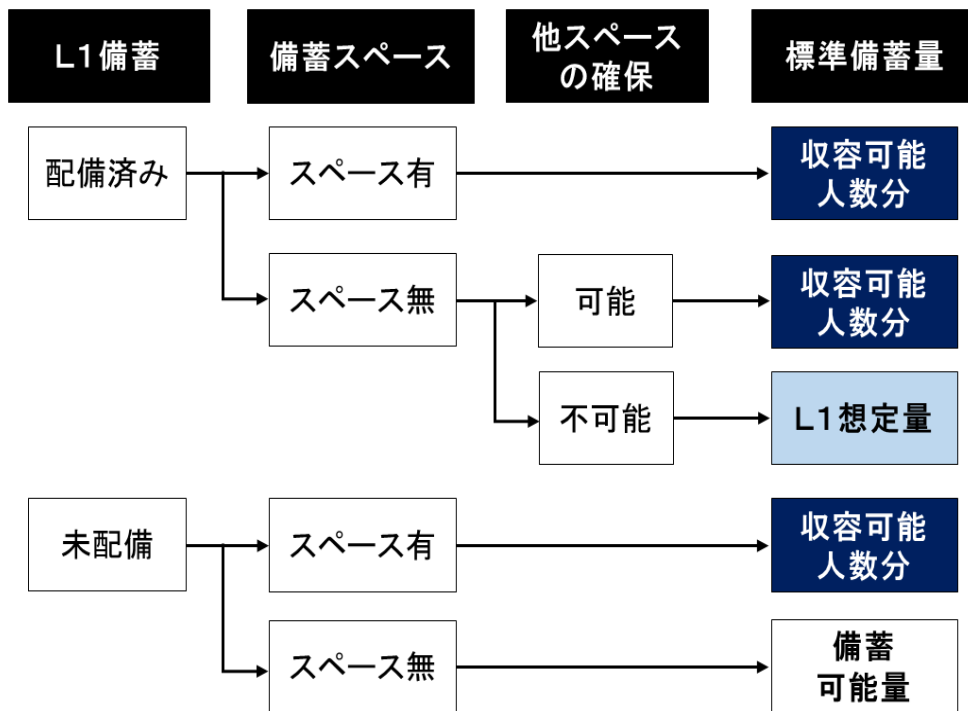 L1備蓄
備蓄スペース
他スペース
の確保
標準備蓄量
配備済み
スペース有
収容可能
人数分
スペース無
可能
収容可能
人数分
不可能
L1想定量
未配備
スペース有
収容可能
人数分
スペース無
備蓄
可能量